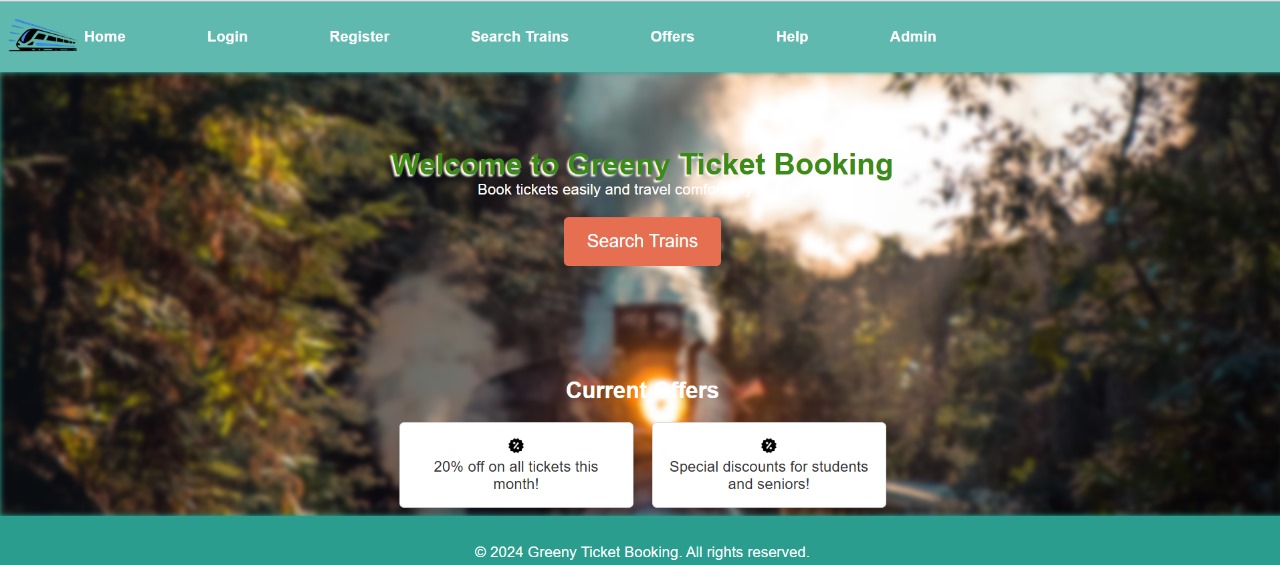 Home Login Register Search Trains Offers Help Admin
Welcome to Greeny Ticket Booking
Book tickets easily and travel
Search Trains
Current Offers
20% off on all tickets this
month!
Special discounts for students
and seniors!
© 2024 Greeny Ticket Booking. All rights reserved.